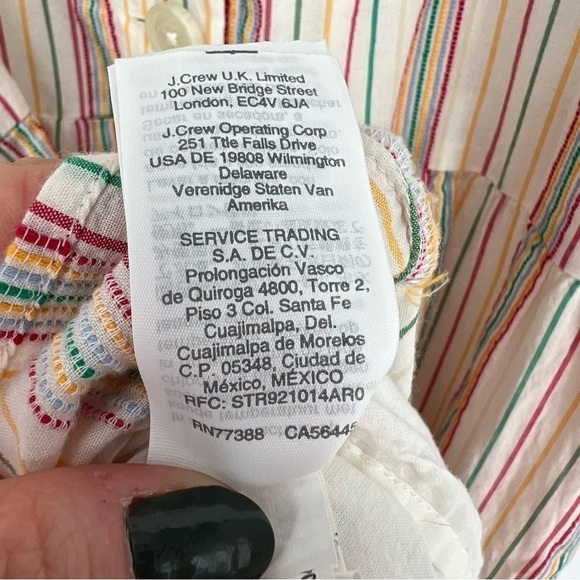 J.Crew U.K. Limited
100 New Bridge Street
London, EC4V 6JA
J.Crew Operating Corp.
251 Ttle Falls Drive
USA DE 19808 Wilmington
Delaware
Verenidge Staten Van
Amerika
SERVICE TRADING
S.A. DE C.V.
Prolongación Vasco
de Quiroga 4800, Torre 2,
Piso 3 Col. Santa Fe
Cuajimalpa, Del.
Cuajimalpa de Morelos
C.P. 05348, Ciudad de
México, MÉXICO
RFC: STR921014AR0
RN77388 CA56445